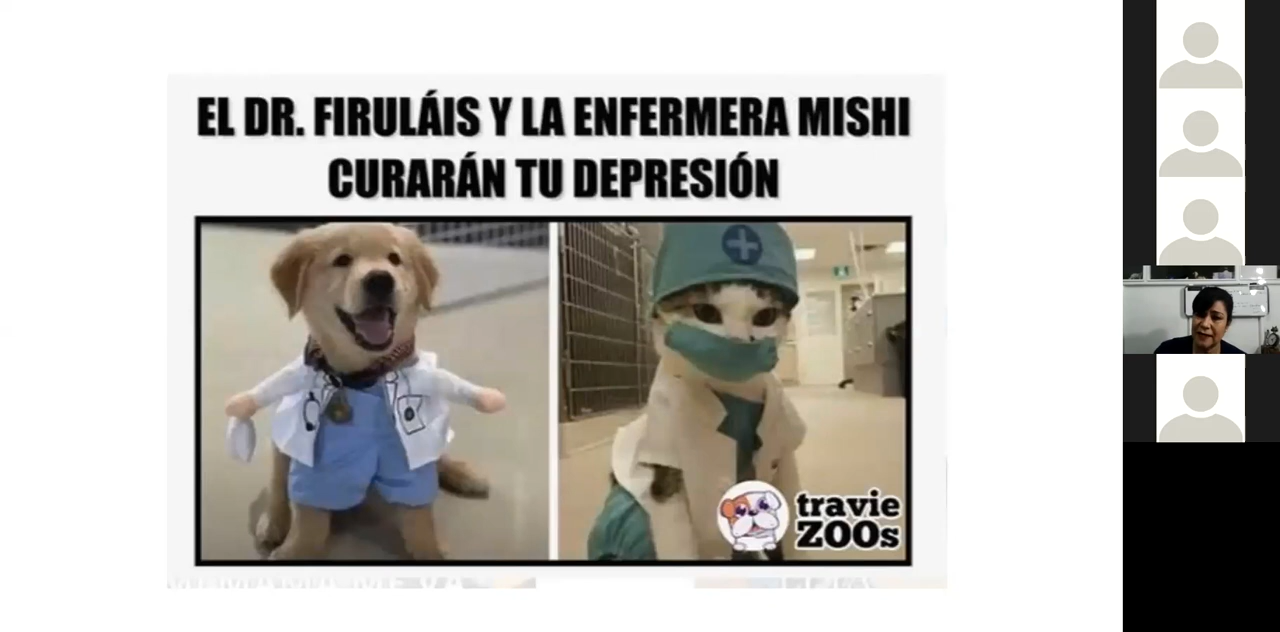 EL DR. FIRULÁIS Y LA ENFERMERA MISHI
CURARÁN TU DEPRESIÓN
travie
ZOOs